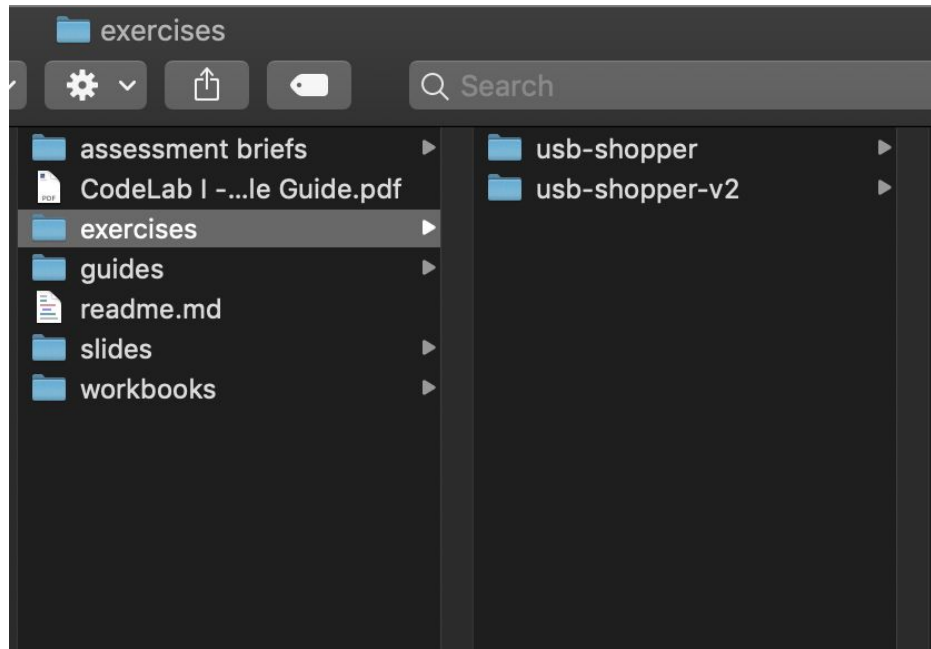 exercises
Search
assessment briefs
CodeLab I -...le Guide.pdf
PDF
exercises
guides
readme.md
slides
workbooks
usb-shopper
usb-shopper-v2